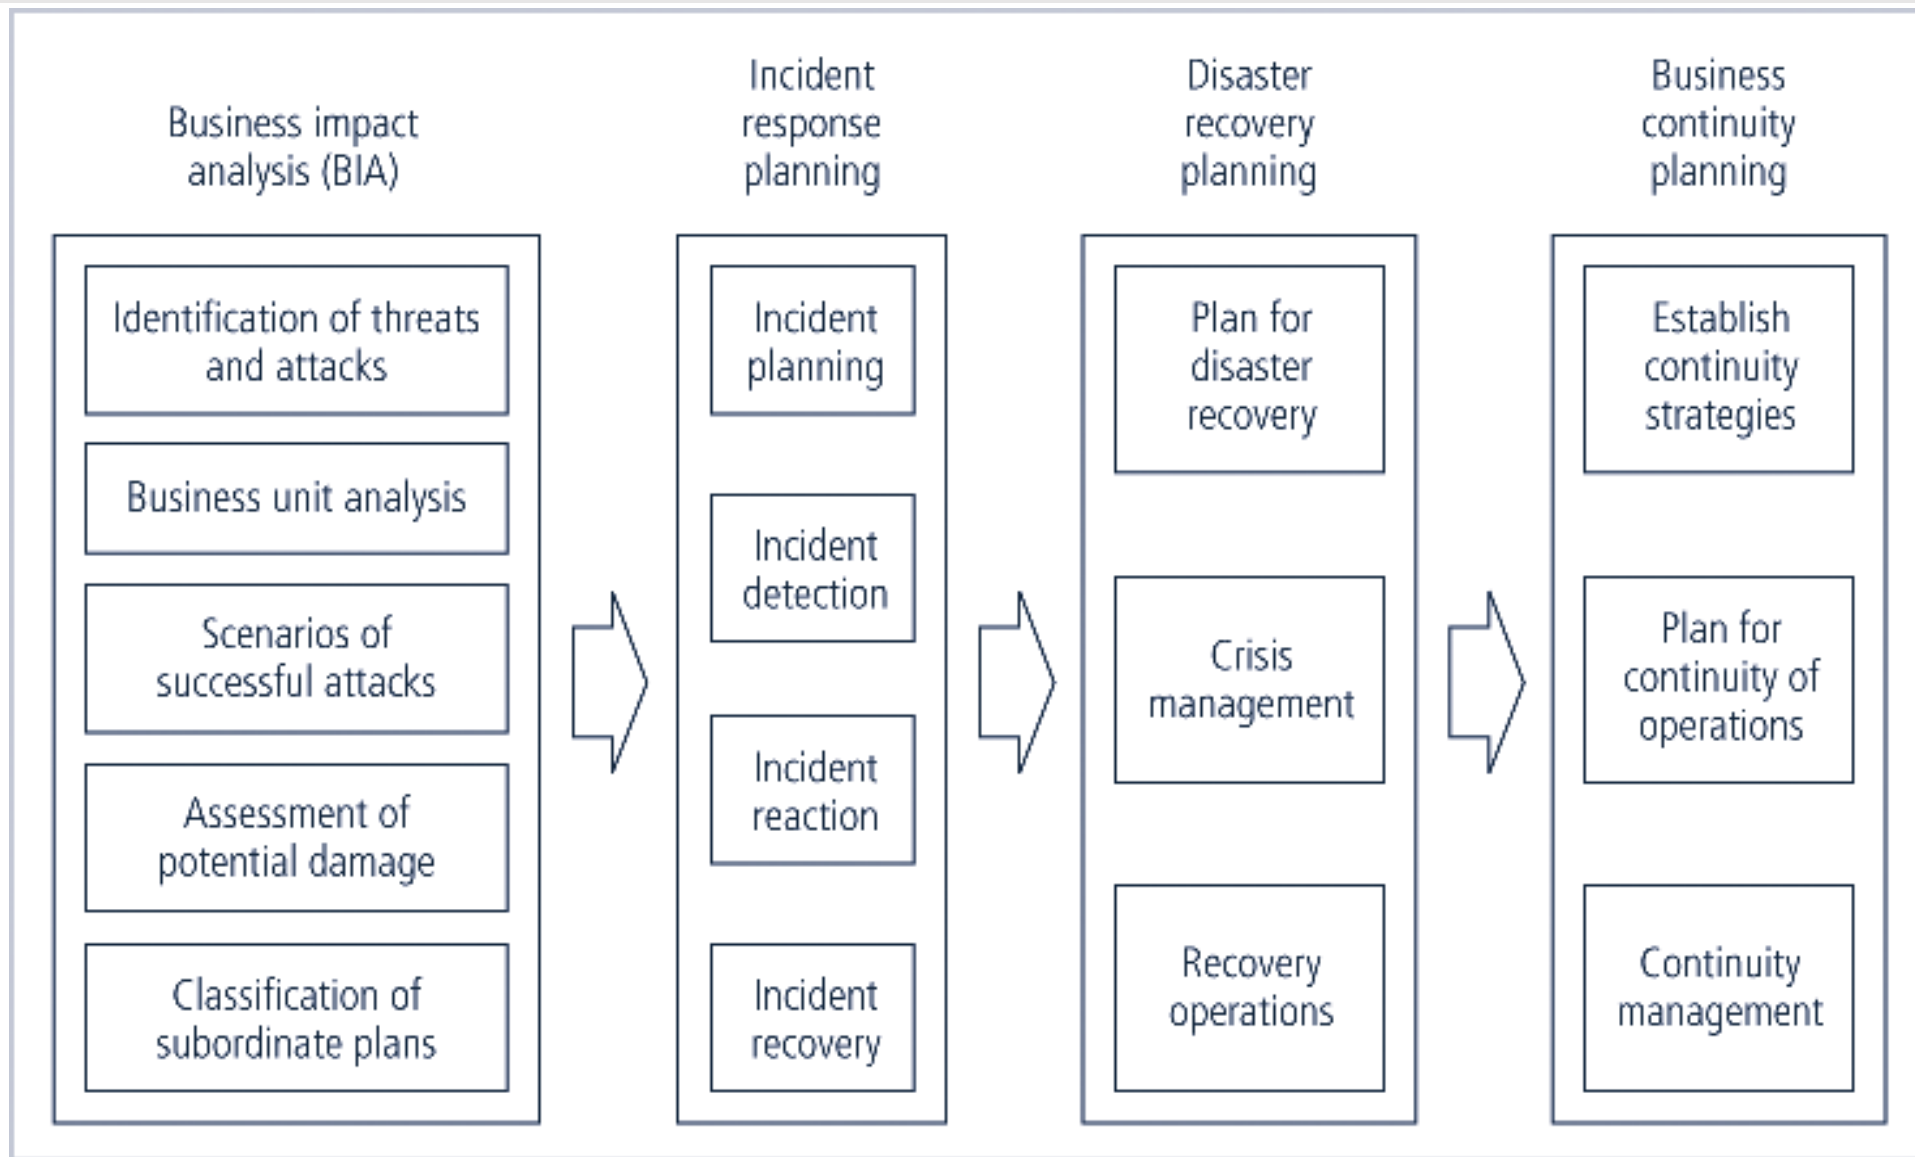 Business impact
analysis (BIA)
Identification of threats
and attacks
Business unit analysis
Scenarios of
successful attacks
Assessment of
potential damage
Classification of
subordinate plans
Incident
response
planning
Incident
planning
Incident
detection
Incident
reaction
Incident
recovery
Disaster
recovery
planning
Plan for
disaster
recovery
Crisis
management
Recovery
operations
Business
continuity
planning
Establish
continuity
strategies
Plan for
continuity of
operations
Continuity
management